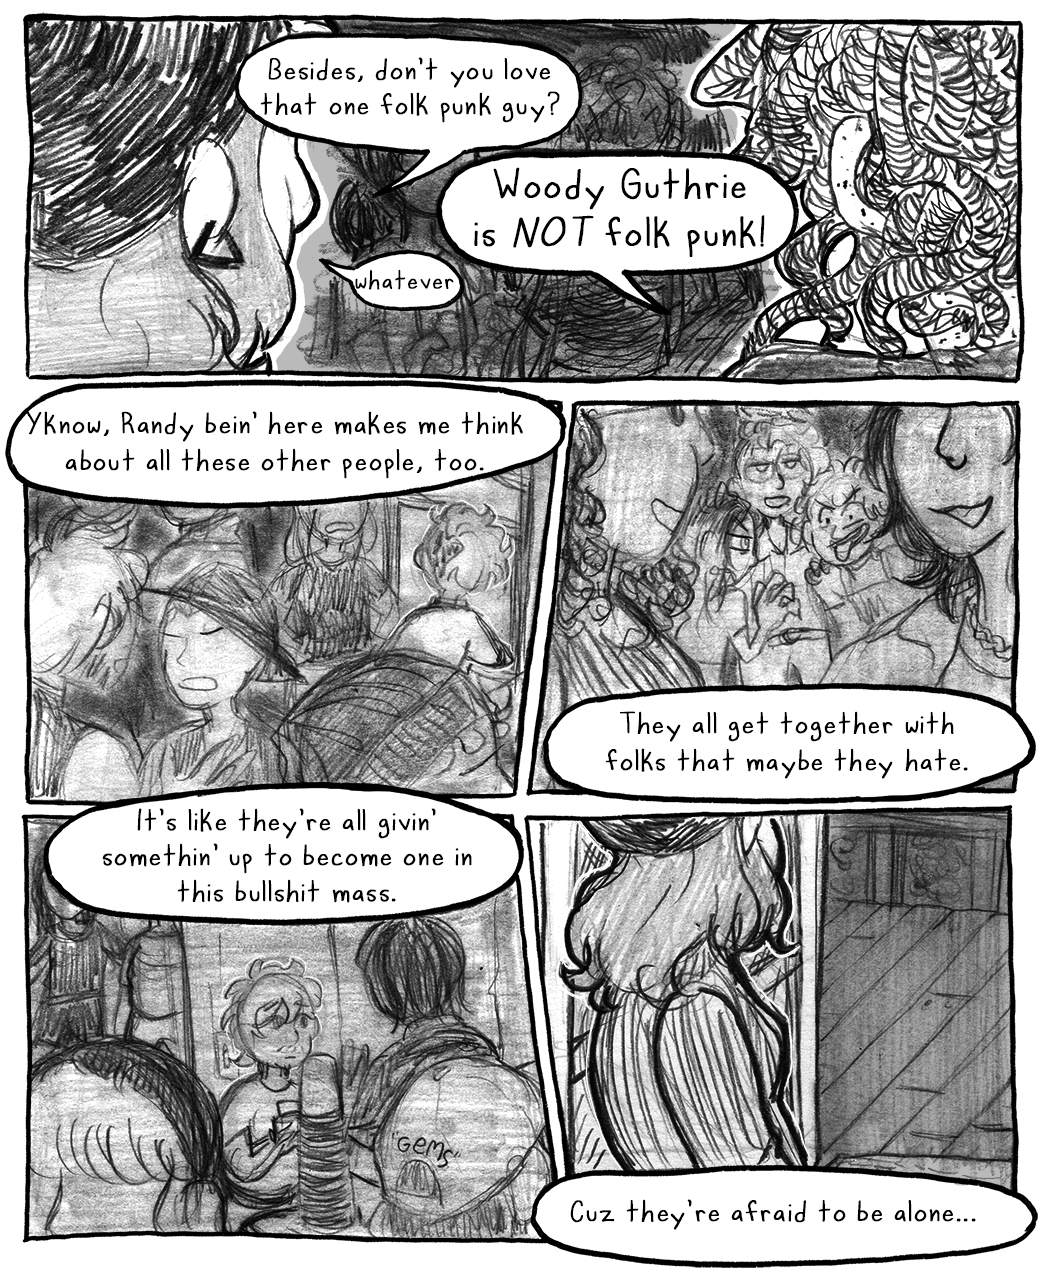 Besides, don't you love
that one folk punk guy?
Woody Guthrie
is NOT folk punk!
whatever
Yknow, Randy bein' here makes me think
about all these other people, too.
They all get together with
folks that maybe they hate.
It's like they're all givin'
somethin' up to become one in
this bullshit mass.
"GEMS"
Cuz they're afraid to be alone...